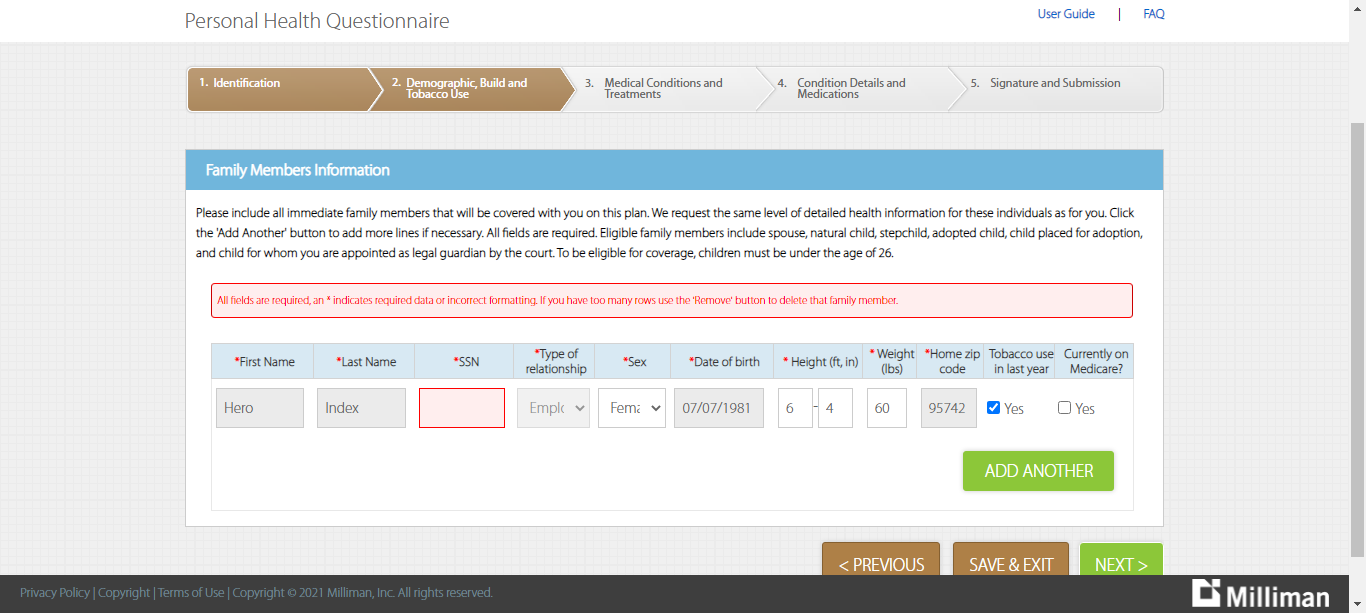 Personal Health Questionnaire
User Guide | FAQ
1. Identification
2. Demographic, Build and
Tobacco Use
3. Medical Conditions and
Treatments
4. Condition Details and
Medications
5. Signature and Submission
Family Members Information
Please include all immediate family members that will be covered with you on this plan. We request the same level of detailed health information for these individuals as for you. Click
the 'Add Another' button to add more lines if necessary. All fields are required. Eligible family members include spouse, natural child, stepchild, adopted child, child placed for adoption,
and child for whom you are appointed as legal guardian by the court. To be eligible for coverage, children must be under the age of 26.
All fields are required, an * indicates required data or incorrect formatting. If you have too many rows use the 'Remove' button to delete that family member.
*First Name
*Last Name
*SSN
*Type of
relationship
*Sex
*Date of birth
* Height (ft, in)
* Weight
(lbs)
*Home zip
code
Tobacco use
in last year
Currently on
Medicare?
Hero
Index
Emplo
Fema
07/07/1981
6 - 4
60
95742
Yes
Yes
ADD ANOTHER
< PREVIOUS
SAVE & EXIT
NEXT >
Privacy Policy | Copyright | Terms of Use | Copyright © 2021 Milliman, Inc. All rights reserved.
Milliman